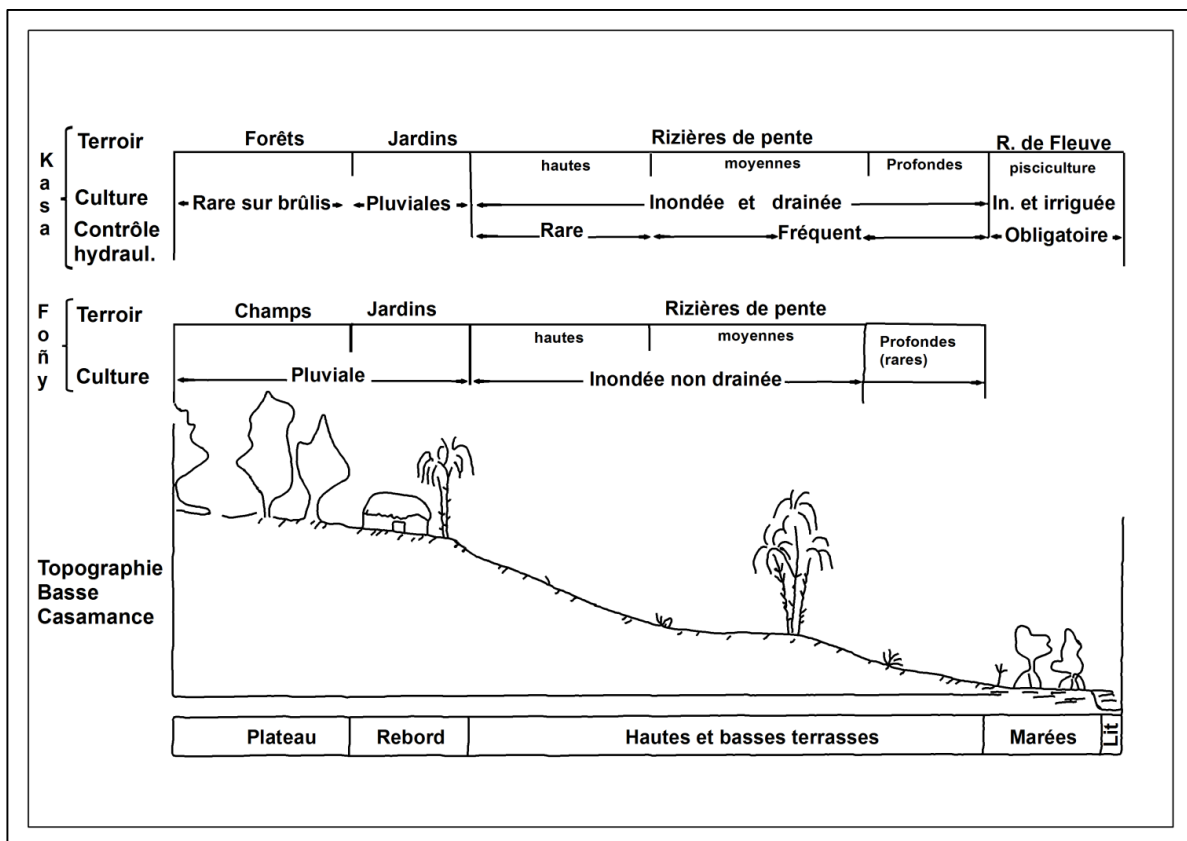 Kasa
Terroir
Forêts
Jardins
Rizières de pente
R. de Fleuve
hautes
moyennes
Profondes
pisciculture
Culture
Rare sur brûlis
Pluviales
Inondée et drainée
In. et irriguée
Contrôle
hydraul.
Rare
Fréquent
Obligatoire
Foñy
Terroir
Champs
Jardins
Rizières de pente
hautes
moyennes
Profondes
(rares)
Culture
Pluviale
Inondée non drainée
Topographie
Basse
Casamance
Plateau
Rebord
Hautes et basses terrasses
Marées
Lit